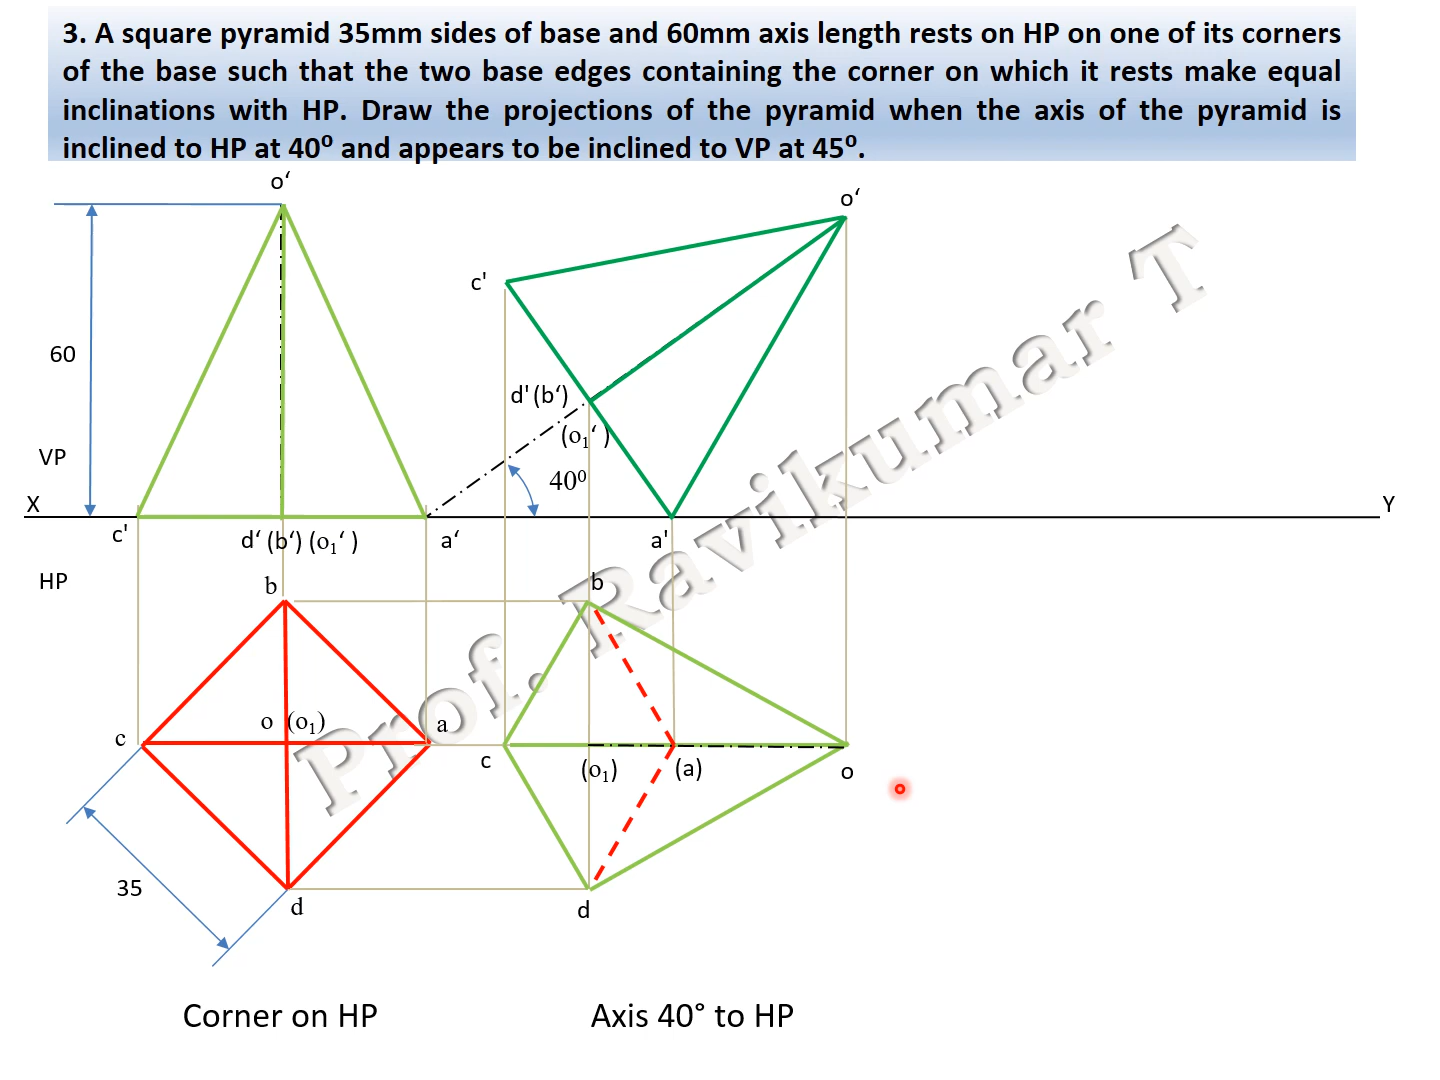 3. A square pyramid 35mm sides of base and 60mm axis length rests on HP on one of its corners
of the base such that the two base edges containing the corner on which it rests make equal
inclinations with HP. Draw the projections of the pyramid when the axis of the pyramid is
inclined to HP at 40⁰ and appears to be inclined to VP at 45⁰.
o‘
o‘
c'
60
d' (b‘)
(o₁‘ )
VP
40⁰
X
Y
c'
d‘ (b‘) (o₁‘ )
a‘
a'
HP
b
b
o (o₁)
a
c
c
(o₁)
(a)
o
35
d
d
Corner on HP
Axis 40° to HP
Prof. Ravikumar T